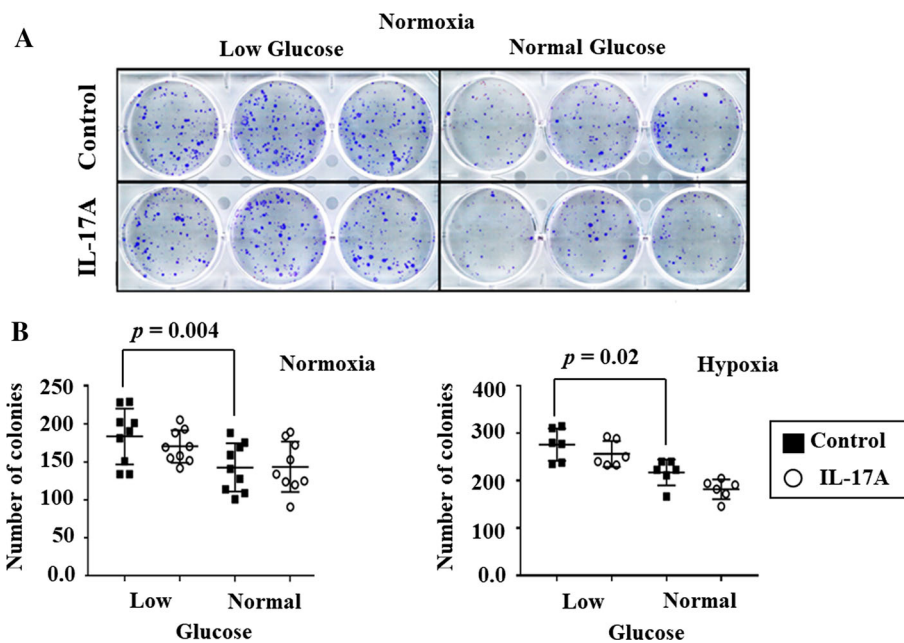 A
Normoxia
Low Glucose
Normal Glucose
Control
IL-17A
B
p = 0.004
Normoxia
Number of colonies
250
200
150
100
50
0.0
Low
Normal
Glucose
p = 0.02
Hypoxia
Number of colonies
400
300
200
100
0.0
Low
Normal
Glucose
Control
IL-17A